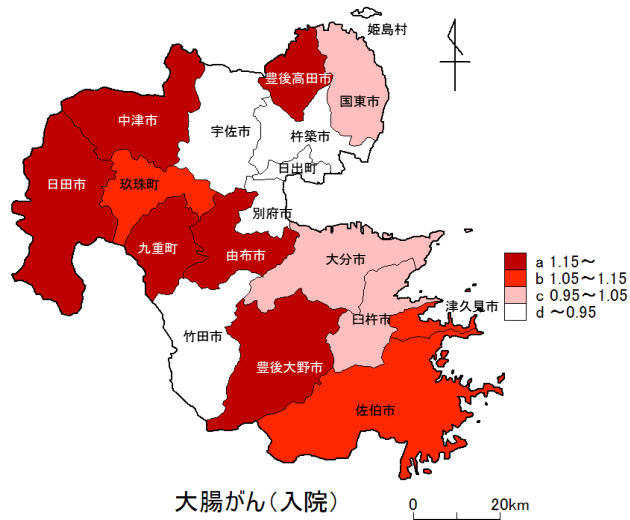 姫島村
豊後高田市
国東市
中津市
宇佐市
杵築市
日出町
日田市
玖珠町
別府市
九重町
由布市
大分市
a 1.15～
b 1.05～1.15
c 0.95～1.05
d ～0.95
津久見市
臼杵市
竹田市
豊後大野市
佐伯市
大腸がん（入院）
0 20km